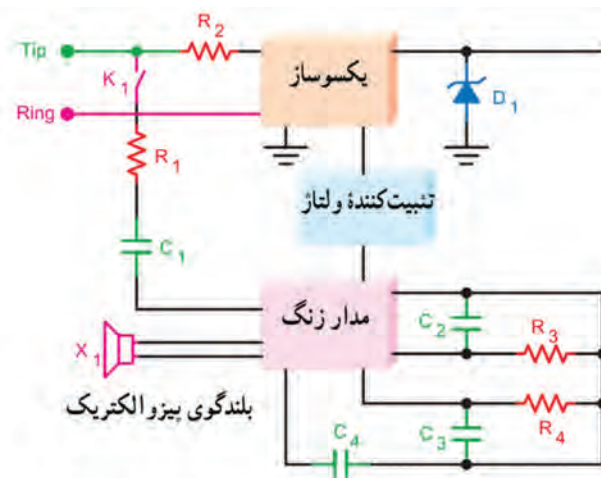 Tip
R2
K1
Ring
یکسوساز
D1
R1
تثبیت‌کنندهٔ ولتاژ
C1
مدار زنگ
C2
R3
X1
بلندگوی پیزو الکتریک
R4
C3
C4